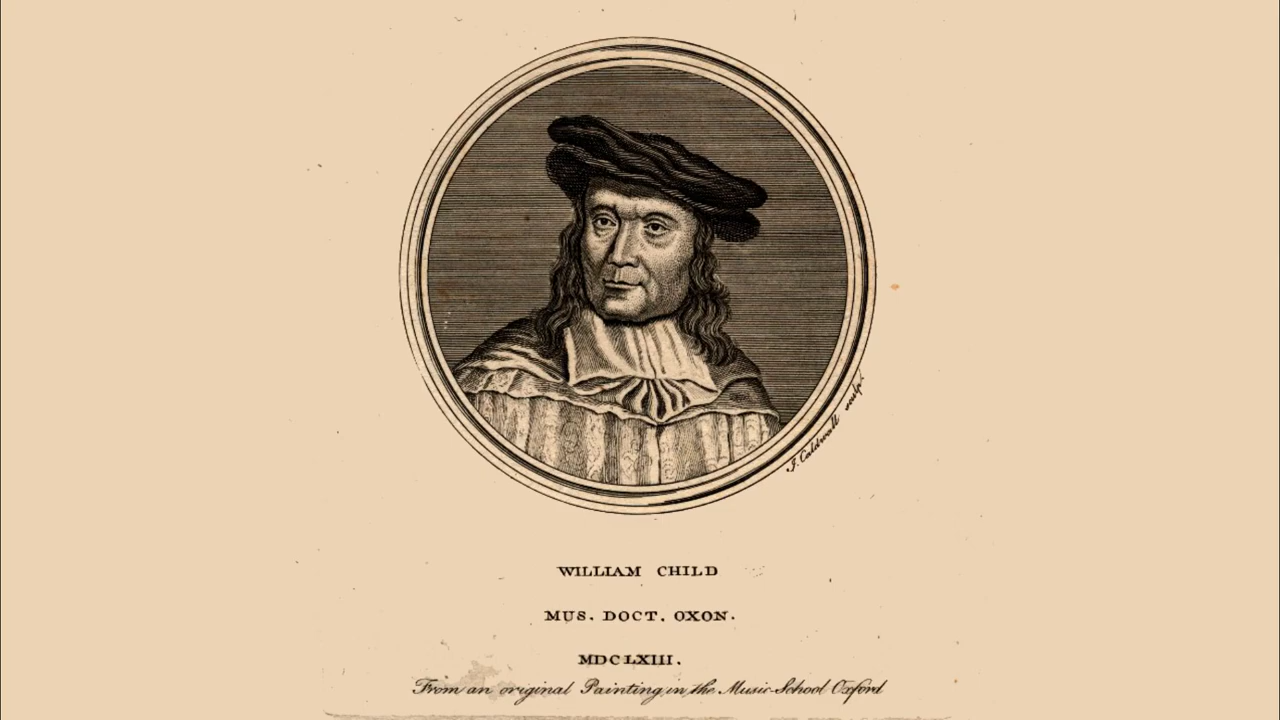 J. Caldwall sculpt.
WILLIAM CHILD
MUS. DOCT. OXON.
MDCLXIII.
From an original Painting in the Music-School Oxford